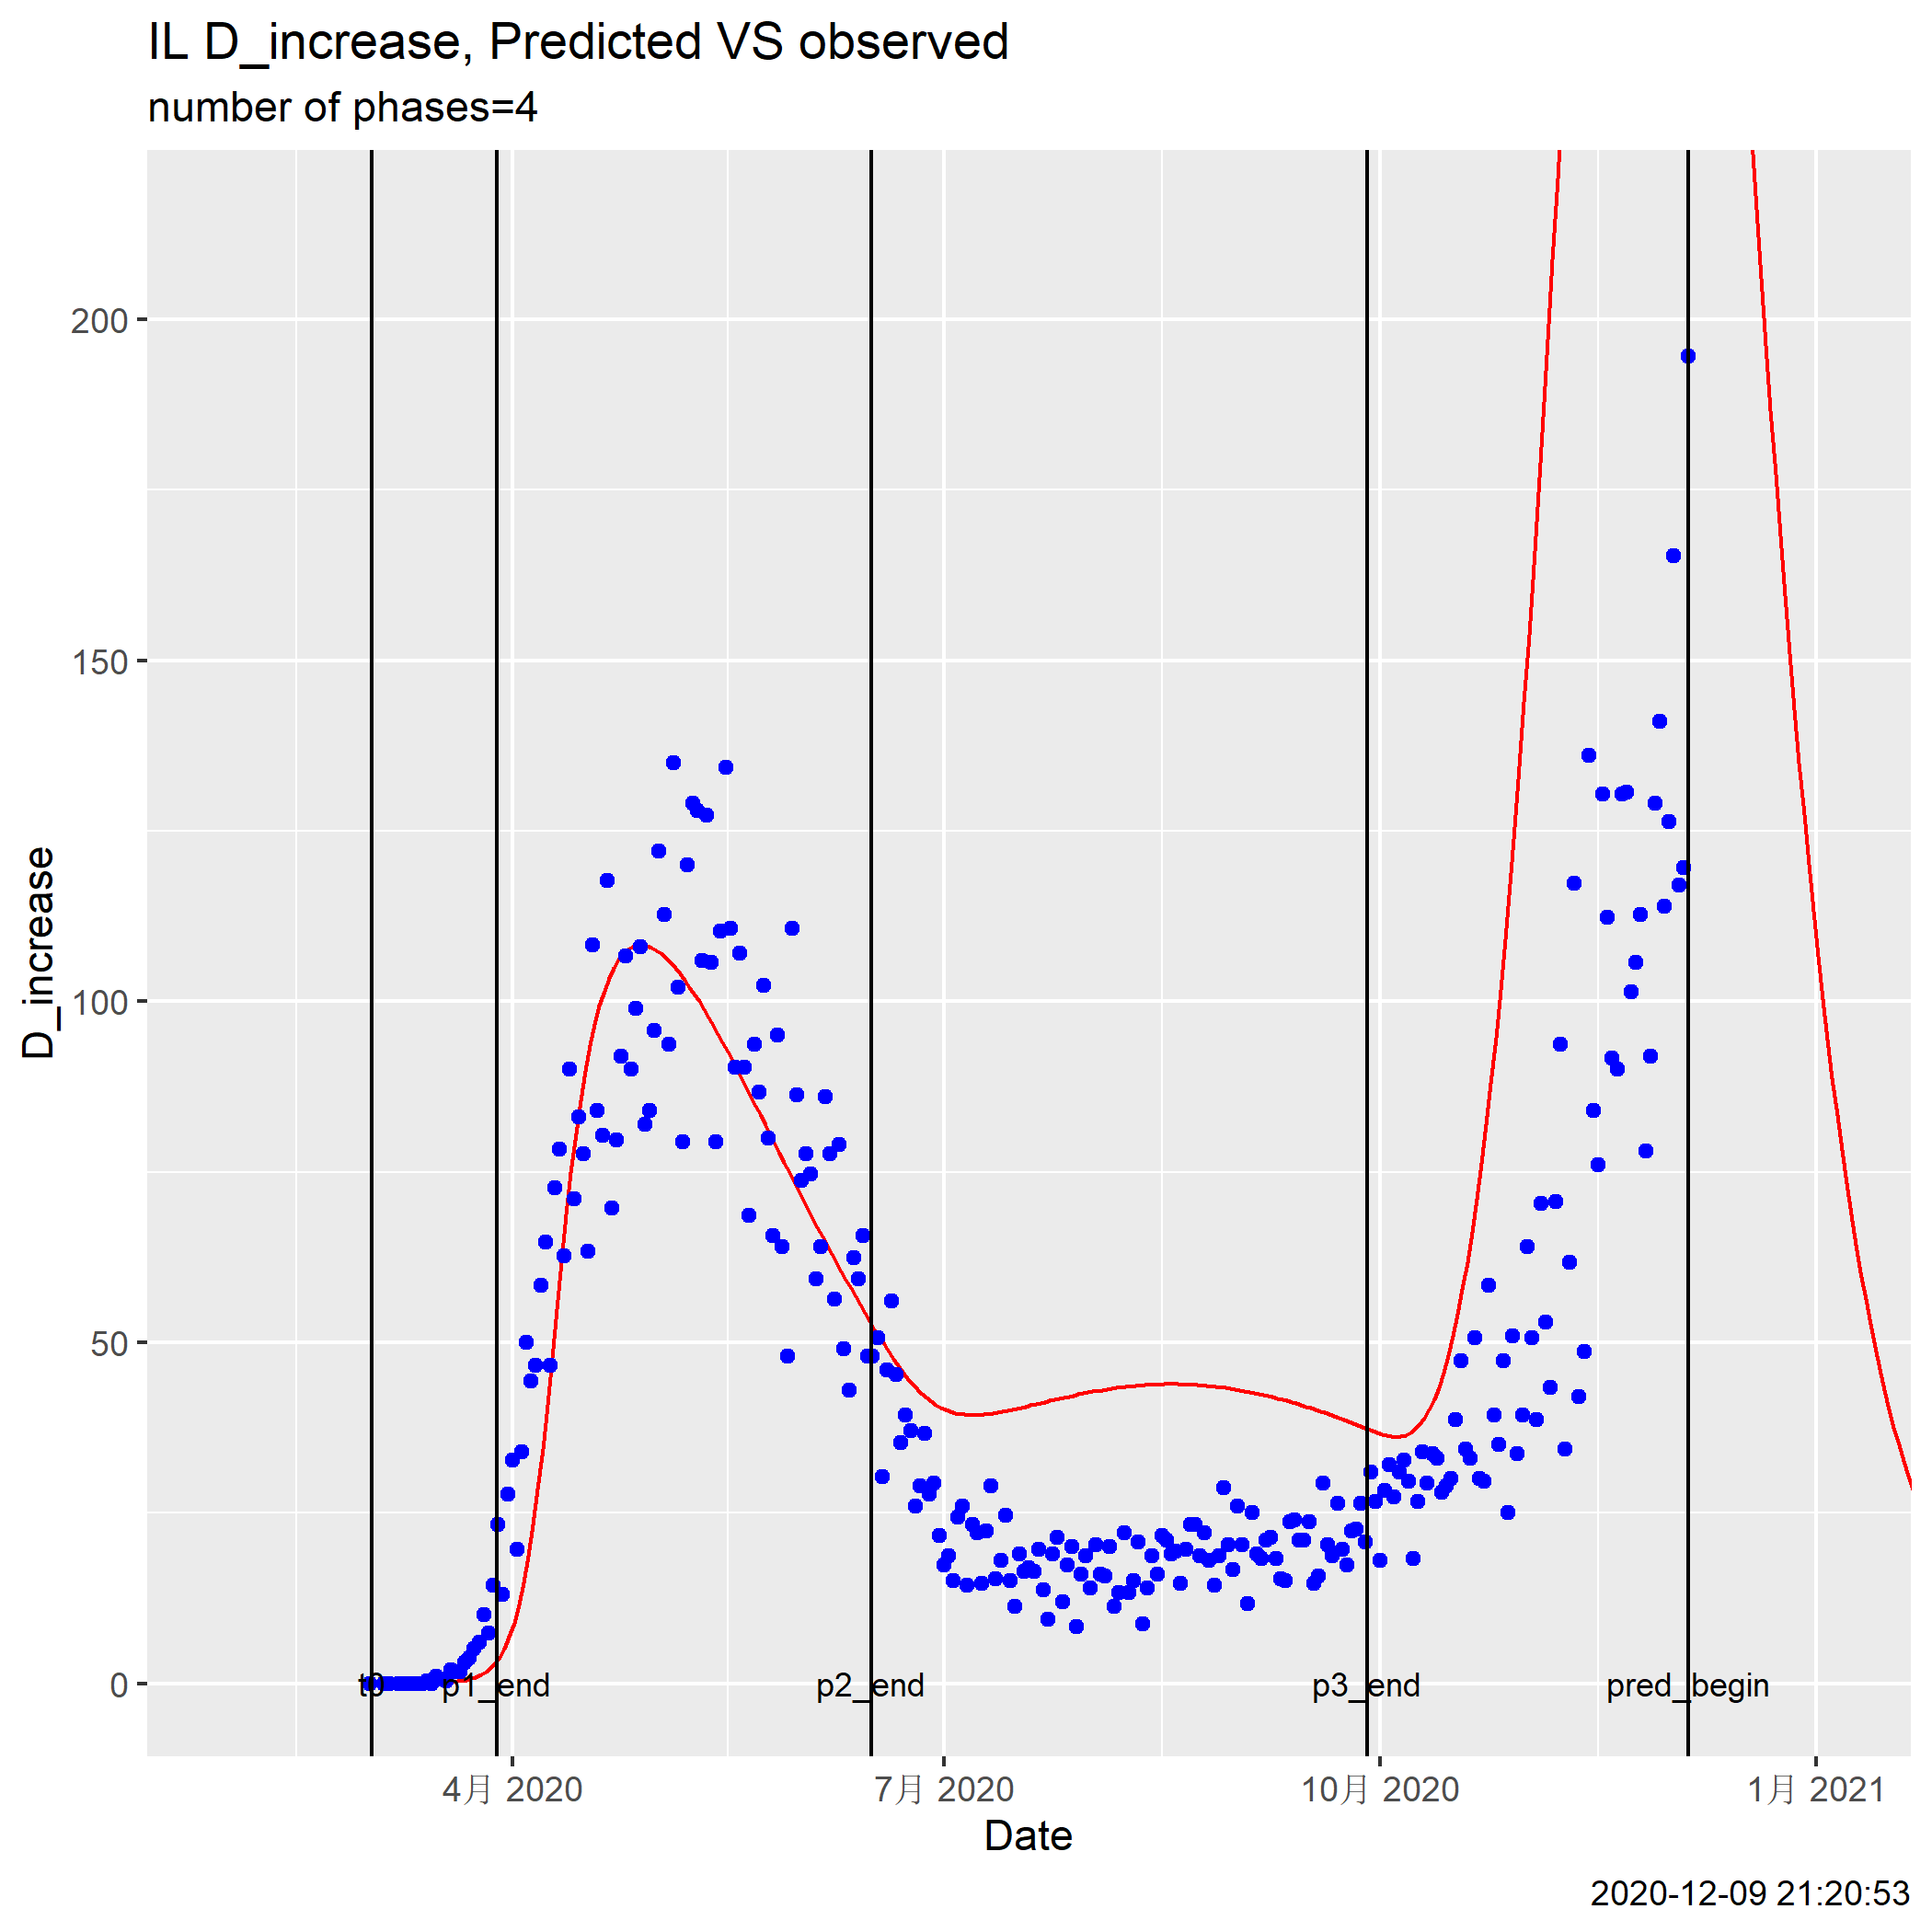 IL D_increase, Predicted VS observed
number of phases=4
200
150
100
50
0
D_increase
t0
p1_end
p2_end
p3_end
pred_begin
4月 2020
7月 2020
10月 2020
1月 2021
Date
2020-12-09 21:20:53